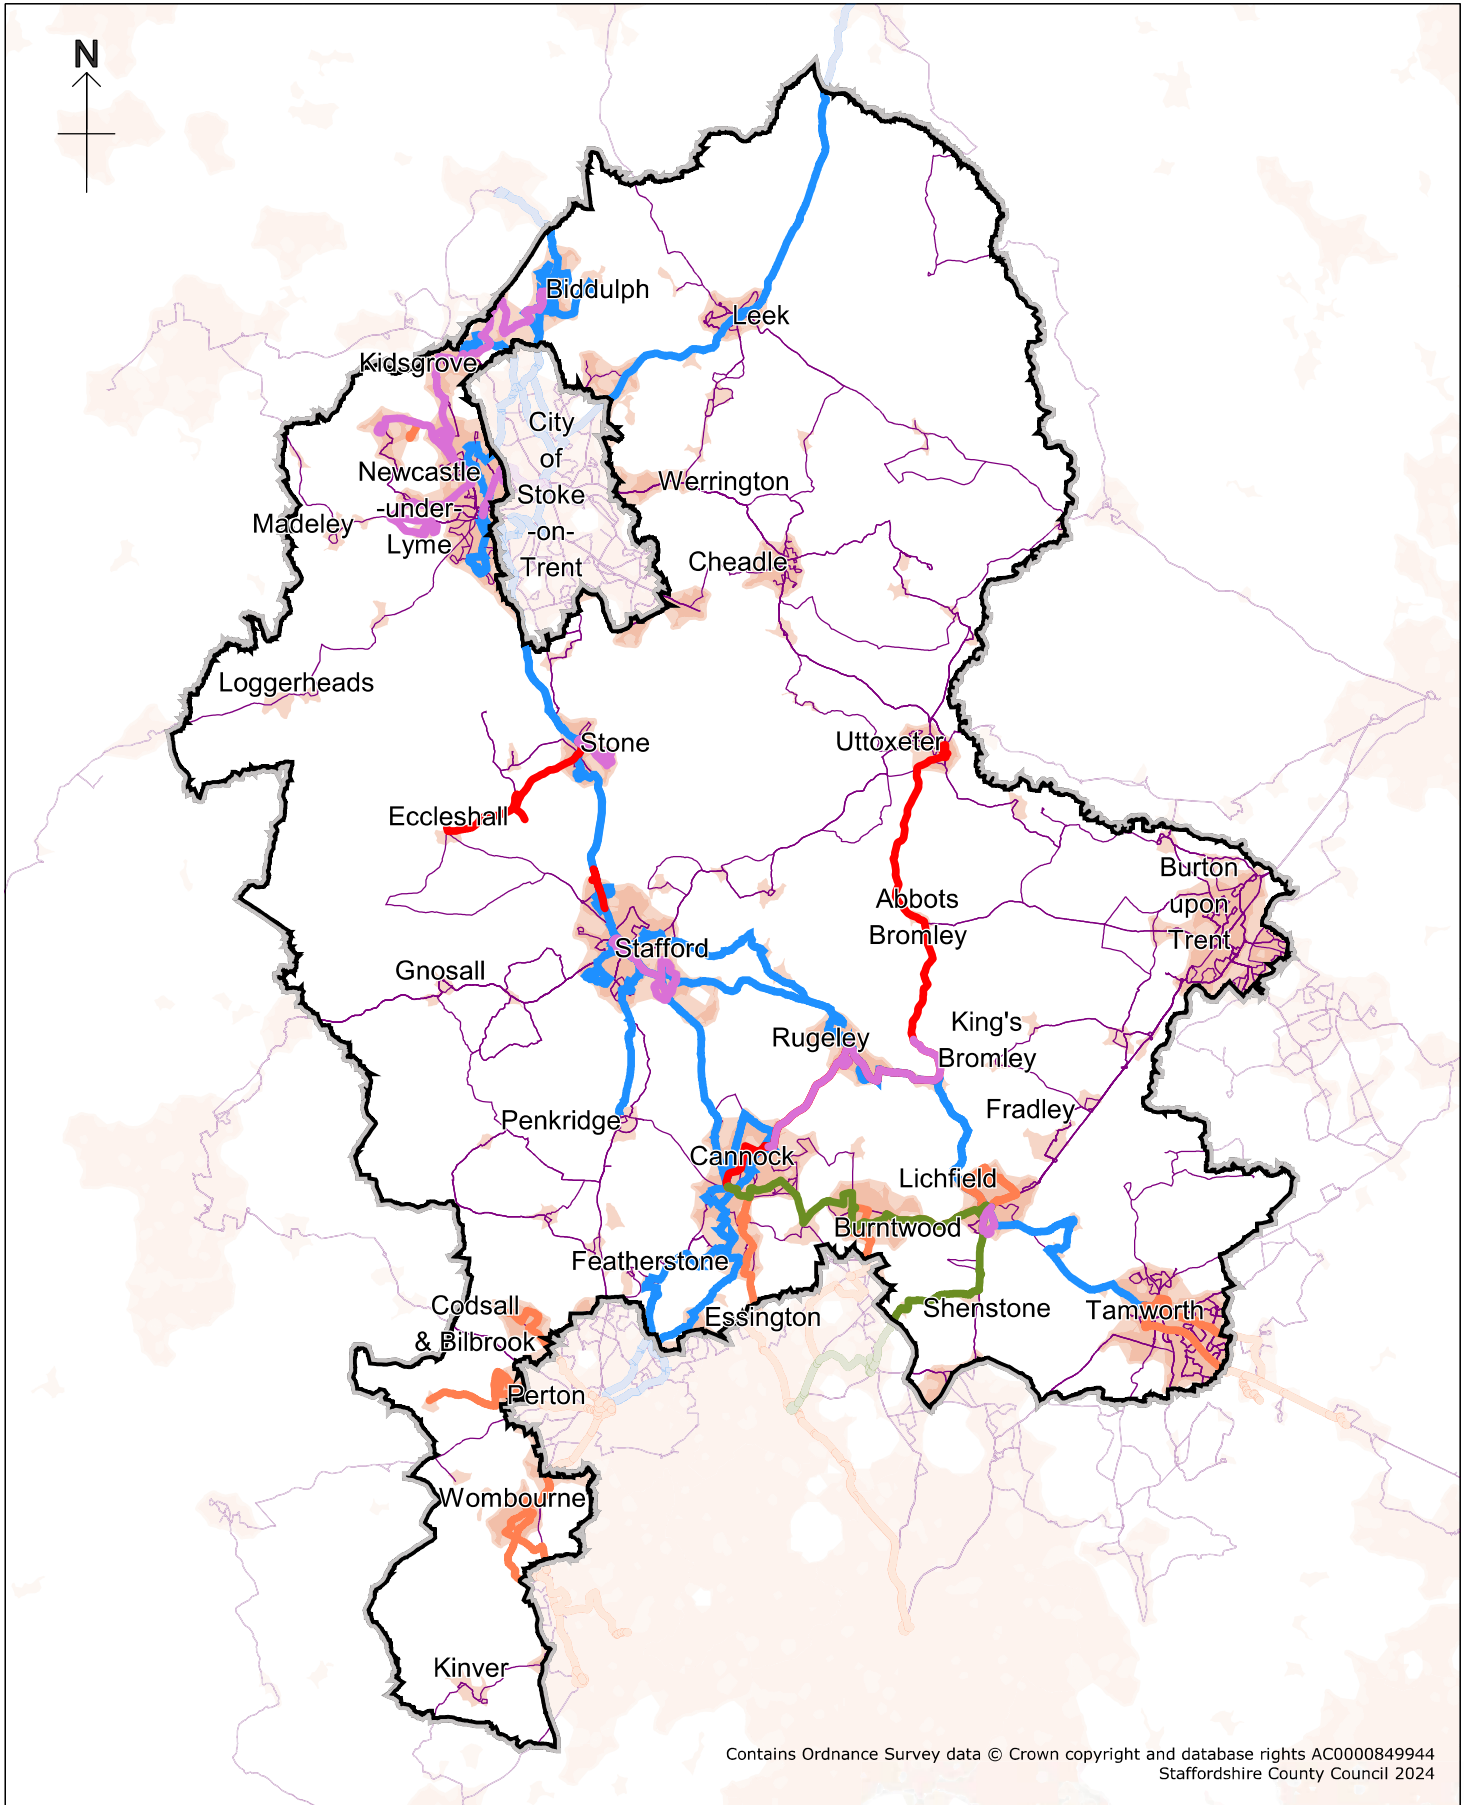 N
Biddulph
Leek
Kidsgrove
City
of
Stoke
-on-
Trent
Newcastle
-under-
Lyme
Werrington
Madeley
Cheadle
Loggerheads
Stone
Uttoxeter
Eccleshall
Burton
upon
Trent
Abbots
Bromley
Stafford
Gnosall
King's
Bromley
Rugeley
Fradley
Penkridge
Cannock
Lichfield
Burntwood
Featherstone
Codsall
& Bilbrook
Essington
Shenstone
Tamworth
Perton
Wombourne
Kinver
Contains Ordnance Survey data © Crown copyright and database rights AC0000849944
Staffordshire County Council 2024